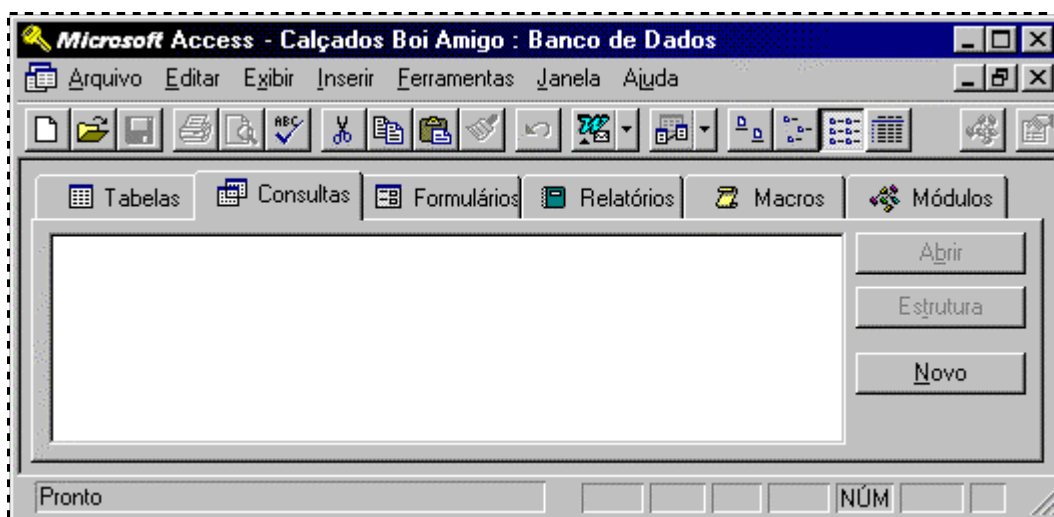 Microsoft Access - Calçados Boi Amigo : Banco de Dados
Arquivo Editar Exibir Inserir Ferramentas Janela Ajuda
ABC
Tabelas Consultas Formulários Relatórios Macros Módulos
Abrir
Estrutura
Novo
Pronto NÚM